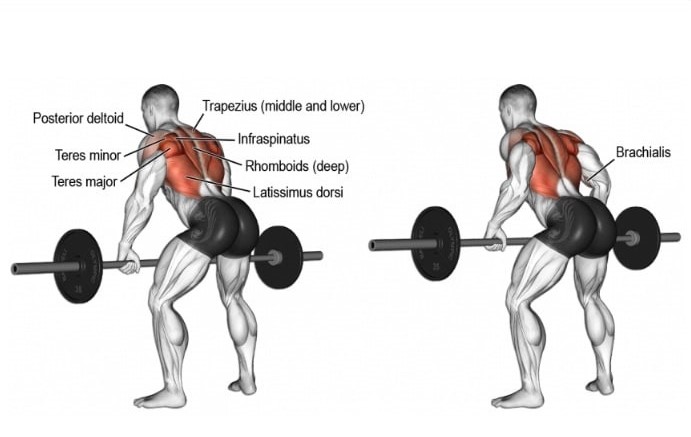 Posterior deltoid
Trapezius (middle and lower)
Teres minor
Infraspinatus
Teres major
Rhomboids (deep)
Latissimus dorsi
Brachialis